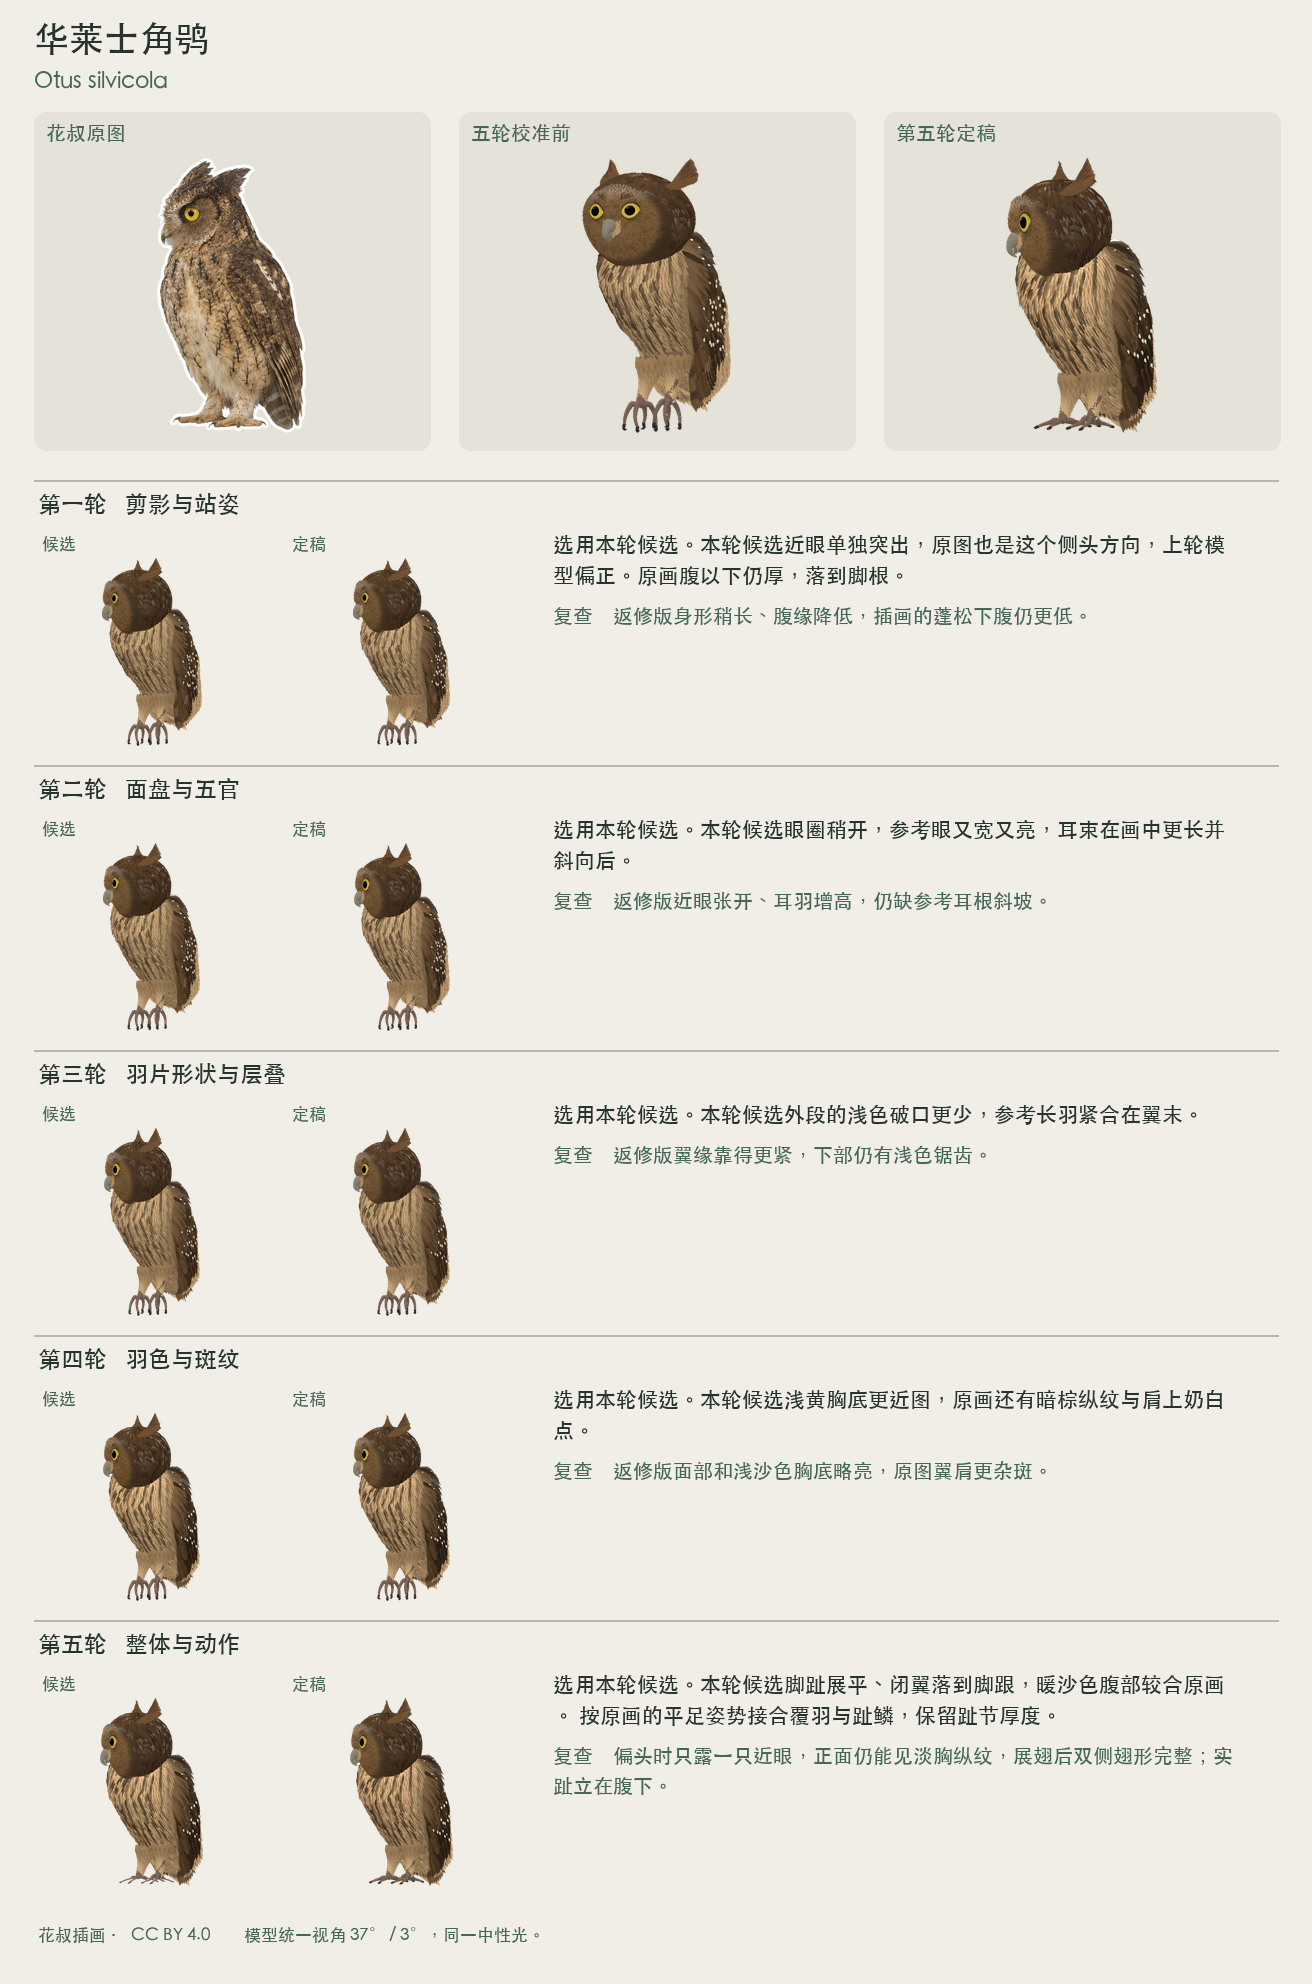 华莱士角鸮
Otus silvicola
花叔原图
五轮校准前
第五轮定稿
第一轮 剪影与站姿
候选
定稿
选用本轮候选。本轮候选近眼单独突出，原图也是这个侧头方向，上轮模
型偏正。原画腹以下仍厚，落到脚根。
复查 返修版身形稍长、腹缘降低，插画的蓬松下腹仍更低。
第二轮 面盘与五官
候选
定稿
选用本轮候选。本轮候选眼圈稍开，参考眼又宽又亮，耳束在画中更长并
斜向后。
复查 返修版近眼张开、耳羽增高，仍缺参考耳根斜坡。
第三轮 羽片形状与层叠
候选
定稿
选用本轮候选。本轮候选外段的浅色破口更少，参考长羽紧合在翼末。
复查 返修版翼缘靠得更紧，下部仍有浅色锯齿。
第四轮 羽色与斑纹
候选
定稿
选用本轮候选。本轮候选浅黄胸底更近图，原画还有暗棕纵纹与肩上奶白
点。
复查 返修版面部和浅沙色胸底略亮，原图翼肩更杂斑。
第五轮 整体与动作
候选
定稿
选用本轮候选。本轮候选脚趾展平、闭翼落到脚跟，暖沙色腹部较合原画
。按原画的平足姿势接合覆羽与趾鳞，保留趾节厚度。
复查 偏头时只露一只近眼，正面仍能见淡胸纵纹，展翅后双侧翅形完整；实
趾立在腹下。
花叔插画 · CC BY 4.0 模型统一视角 37° / 3°，同一中性光。